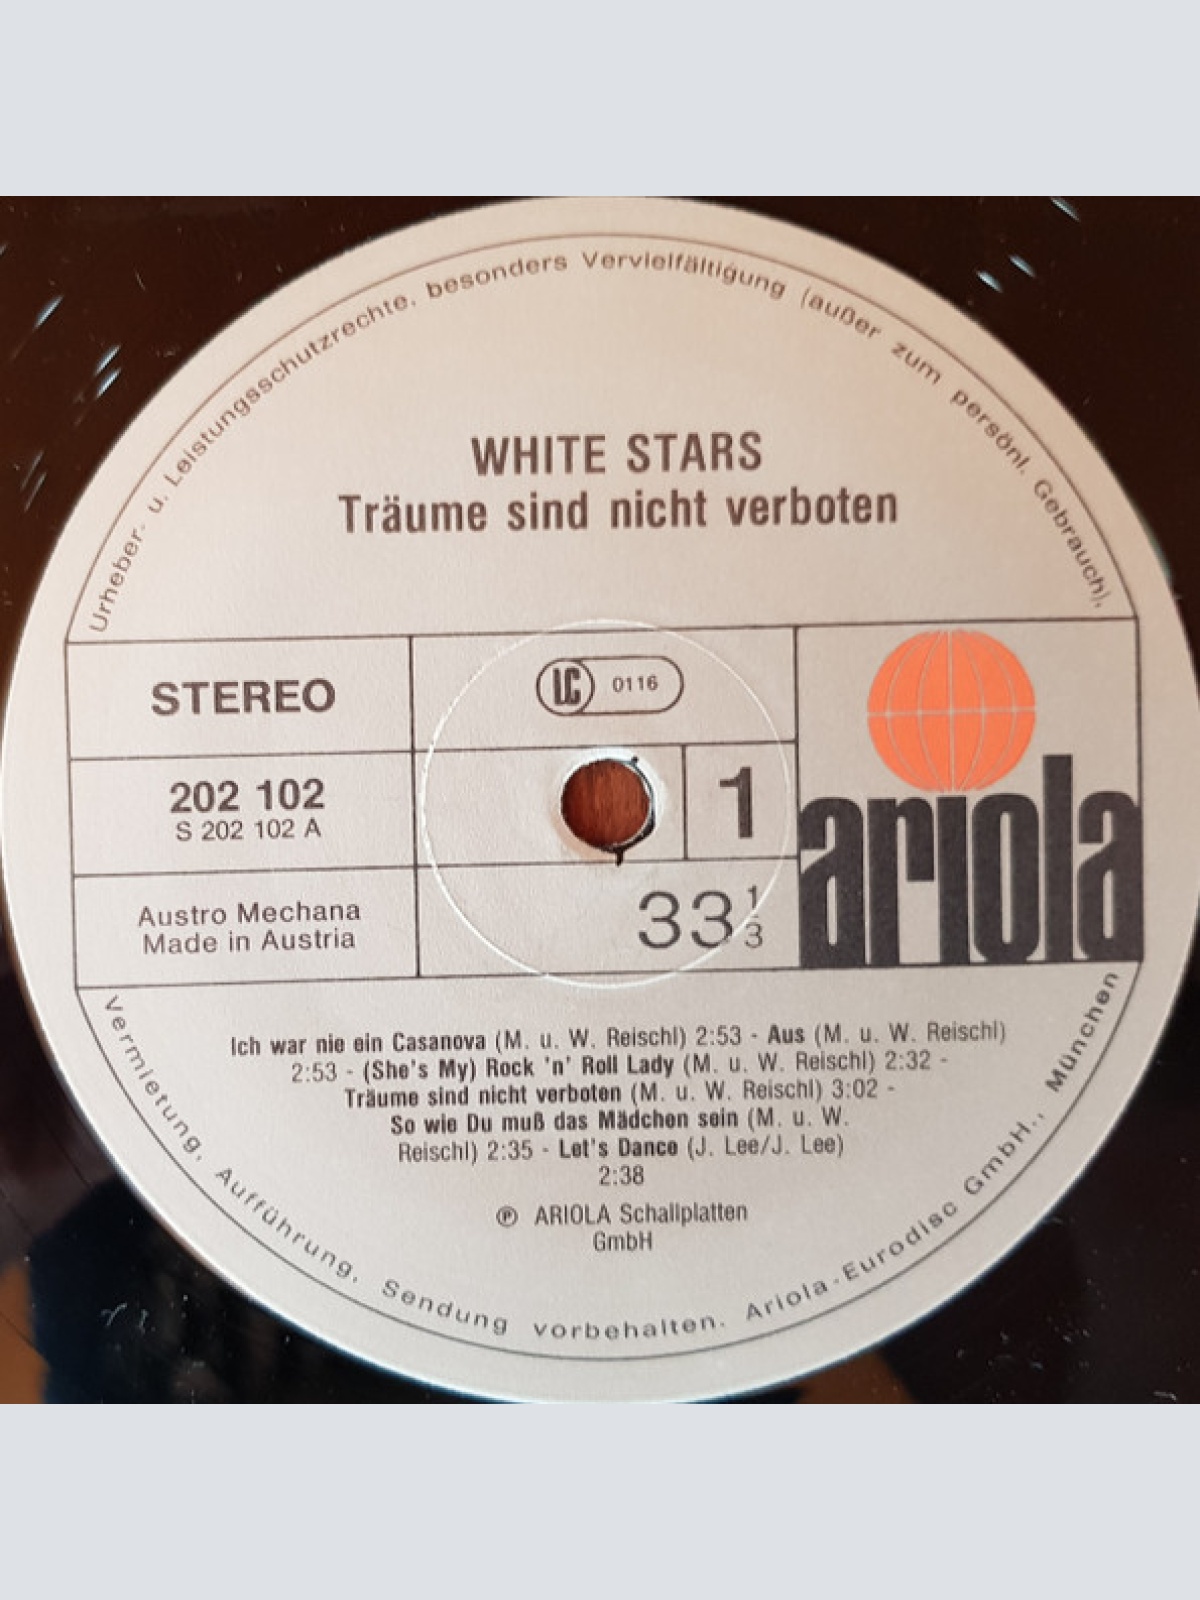 Urheber- u. Leistungsschutzrechte, besonders Vervielfältigung (außer zum persönl. Gebrauch),
WHITE STARS
Träume sind nicht verboten
STEREO
LC 0116
202 102
S 202 102 A
1
ariola
Austro Mechana
Made in Austria
33 1/3
Ich war nie ein Casanova (M. u. W. Reischl) 2:53 - Aus (M. u. W. Reischl)
2:53 - (She's My) Rock 'n' Roll Lady (M. u. W. Reischl) 2:32 -
Träume sind nicht verboten (M. u. W. Reischl) 3:02 -
So wie Du muß das Mädchen sein (M. u. W.
Reischl) 2:35 - Let's Dance (J. Lee/J. Lee)
2:38
℗ ARIOLA Schallplatten
GmbH
Vermietung, Aufführung, Sendung vorbehalten. Ariola-Eurodisc GmbH., München